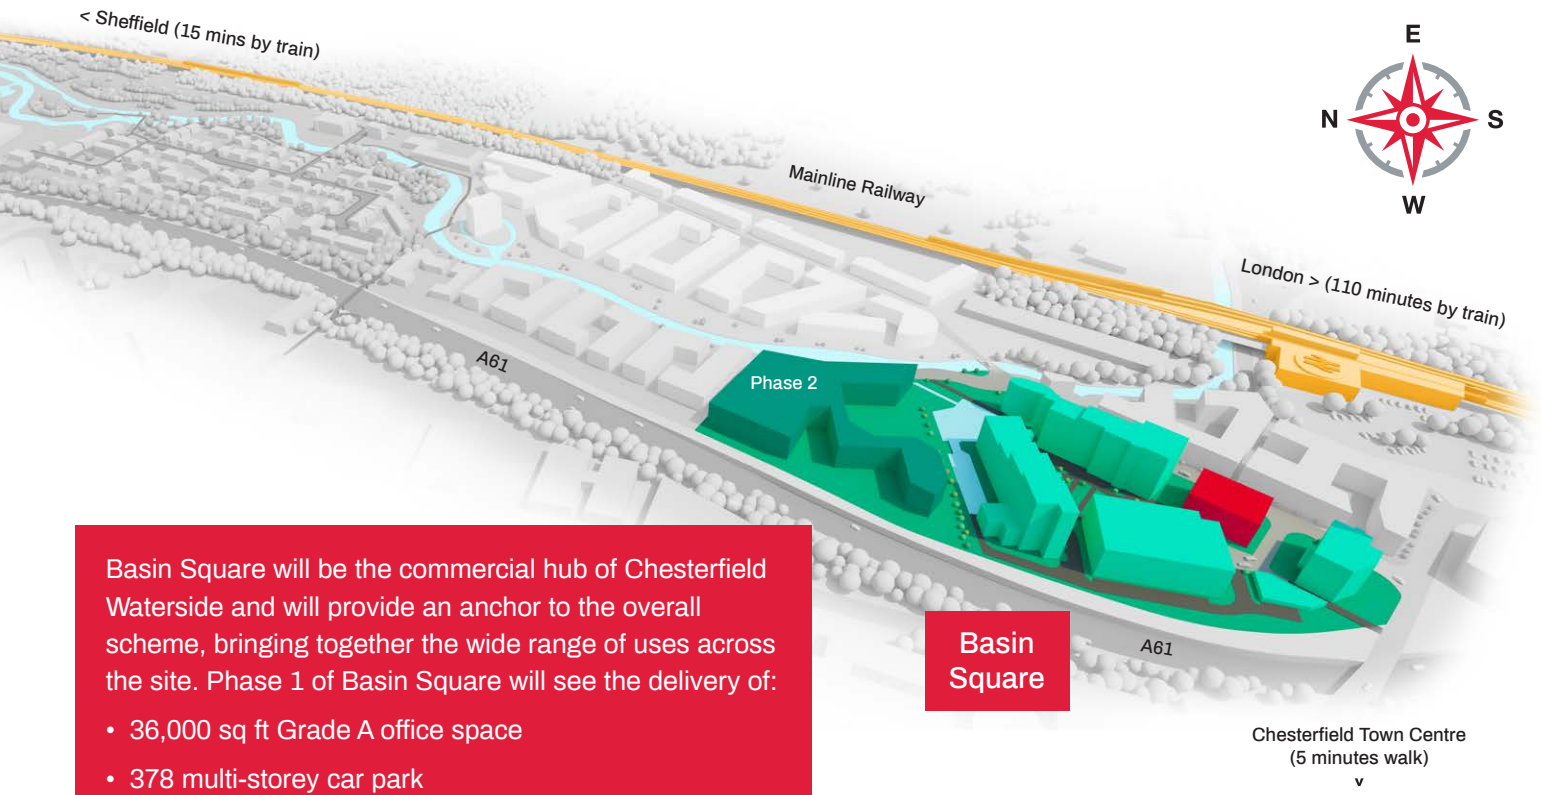 < Sheffield (15 mins by train)
E
N
S
W
Mainline Railway
London > (110 minutes by train)
A61
Phase 2
Basin Square will be the commercial hub of Chesterfield
Waterside and will provide an anchor to the overall
scheme, bringing together the wide range of uses across
the site. Phase 1 of Basin Square will see the delivery of:
• 36,000 sq ft Grade A office space
• 378 multi-storey car park
Basin
Square
A61
Chesterfield Town Centre
(5 minutes walk)
v